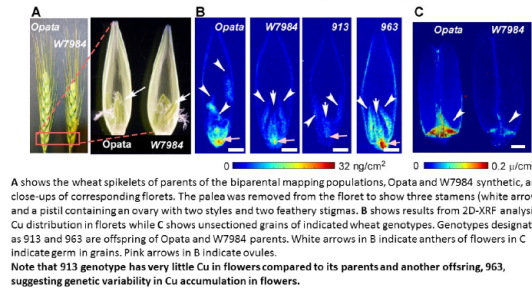 A
B
C
Opata
W7984
Opata
W7984
Opata W7984 913 963
Opata W7984
0 32 ng/cm²
0 0.2 µ/cm
A shows the wheat spikelets of parents of the biparental mapping populations, Opata and W7984 synthetic, a
close-ups of corresponding florets. The palea was removed from the floret to show three stamens (white arrow
and a pistil containing an ovary with two styles and two feathery stigmas. B shows results from 2D-XRF analysi
Cu distribution in florets while C shows unsectioned grains of indicated wheat genotypes. Genotypes designat
as 913 and 963 are offspring of Opata and W7984 parents. White arrows in B indicate anthers of flowers in C
indicate germ in grains. Pink arrows in B indicate ovules.
Note that 913 genotype has very little Cu in flowers compared to its parents and another offsring, 963,
suggesting genetic variability in Cu accumulation in flowers.